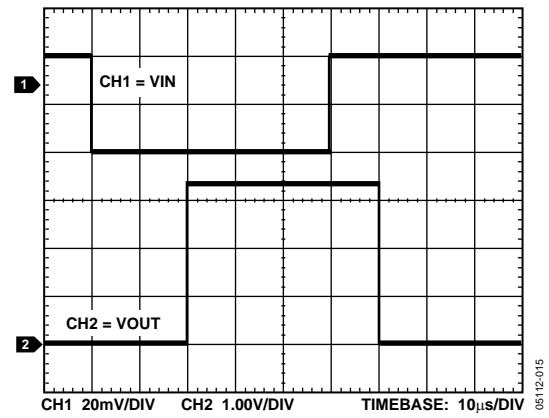 1
CH1 = VIN
CH2 = VOUT
2
CH1 20mV/DIV CH2 1.00V/DIV TIMEBASE: 10µs/DIV
05112-015